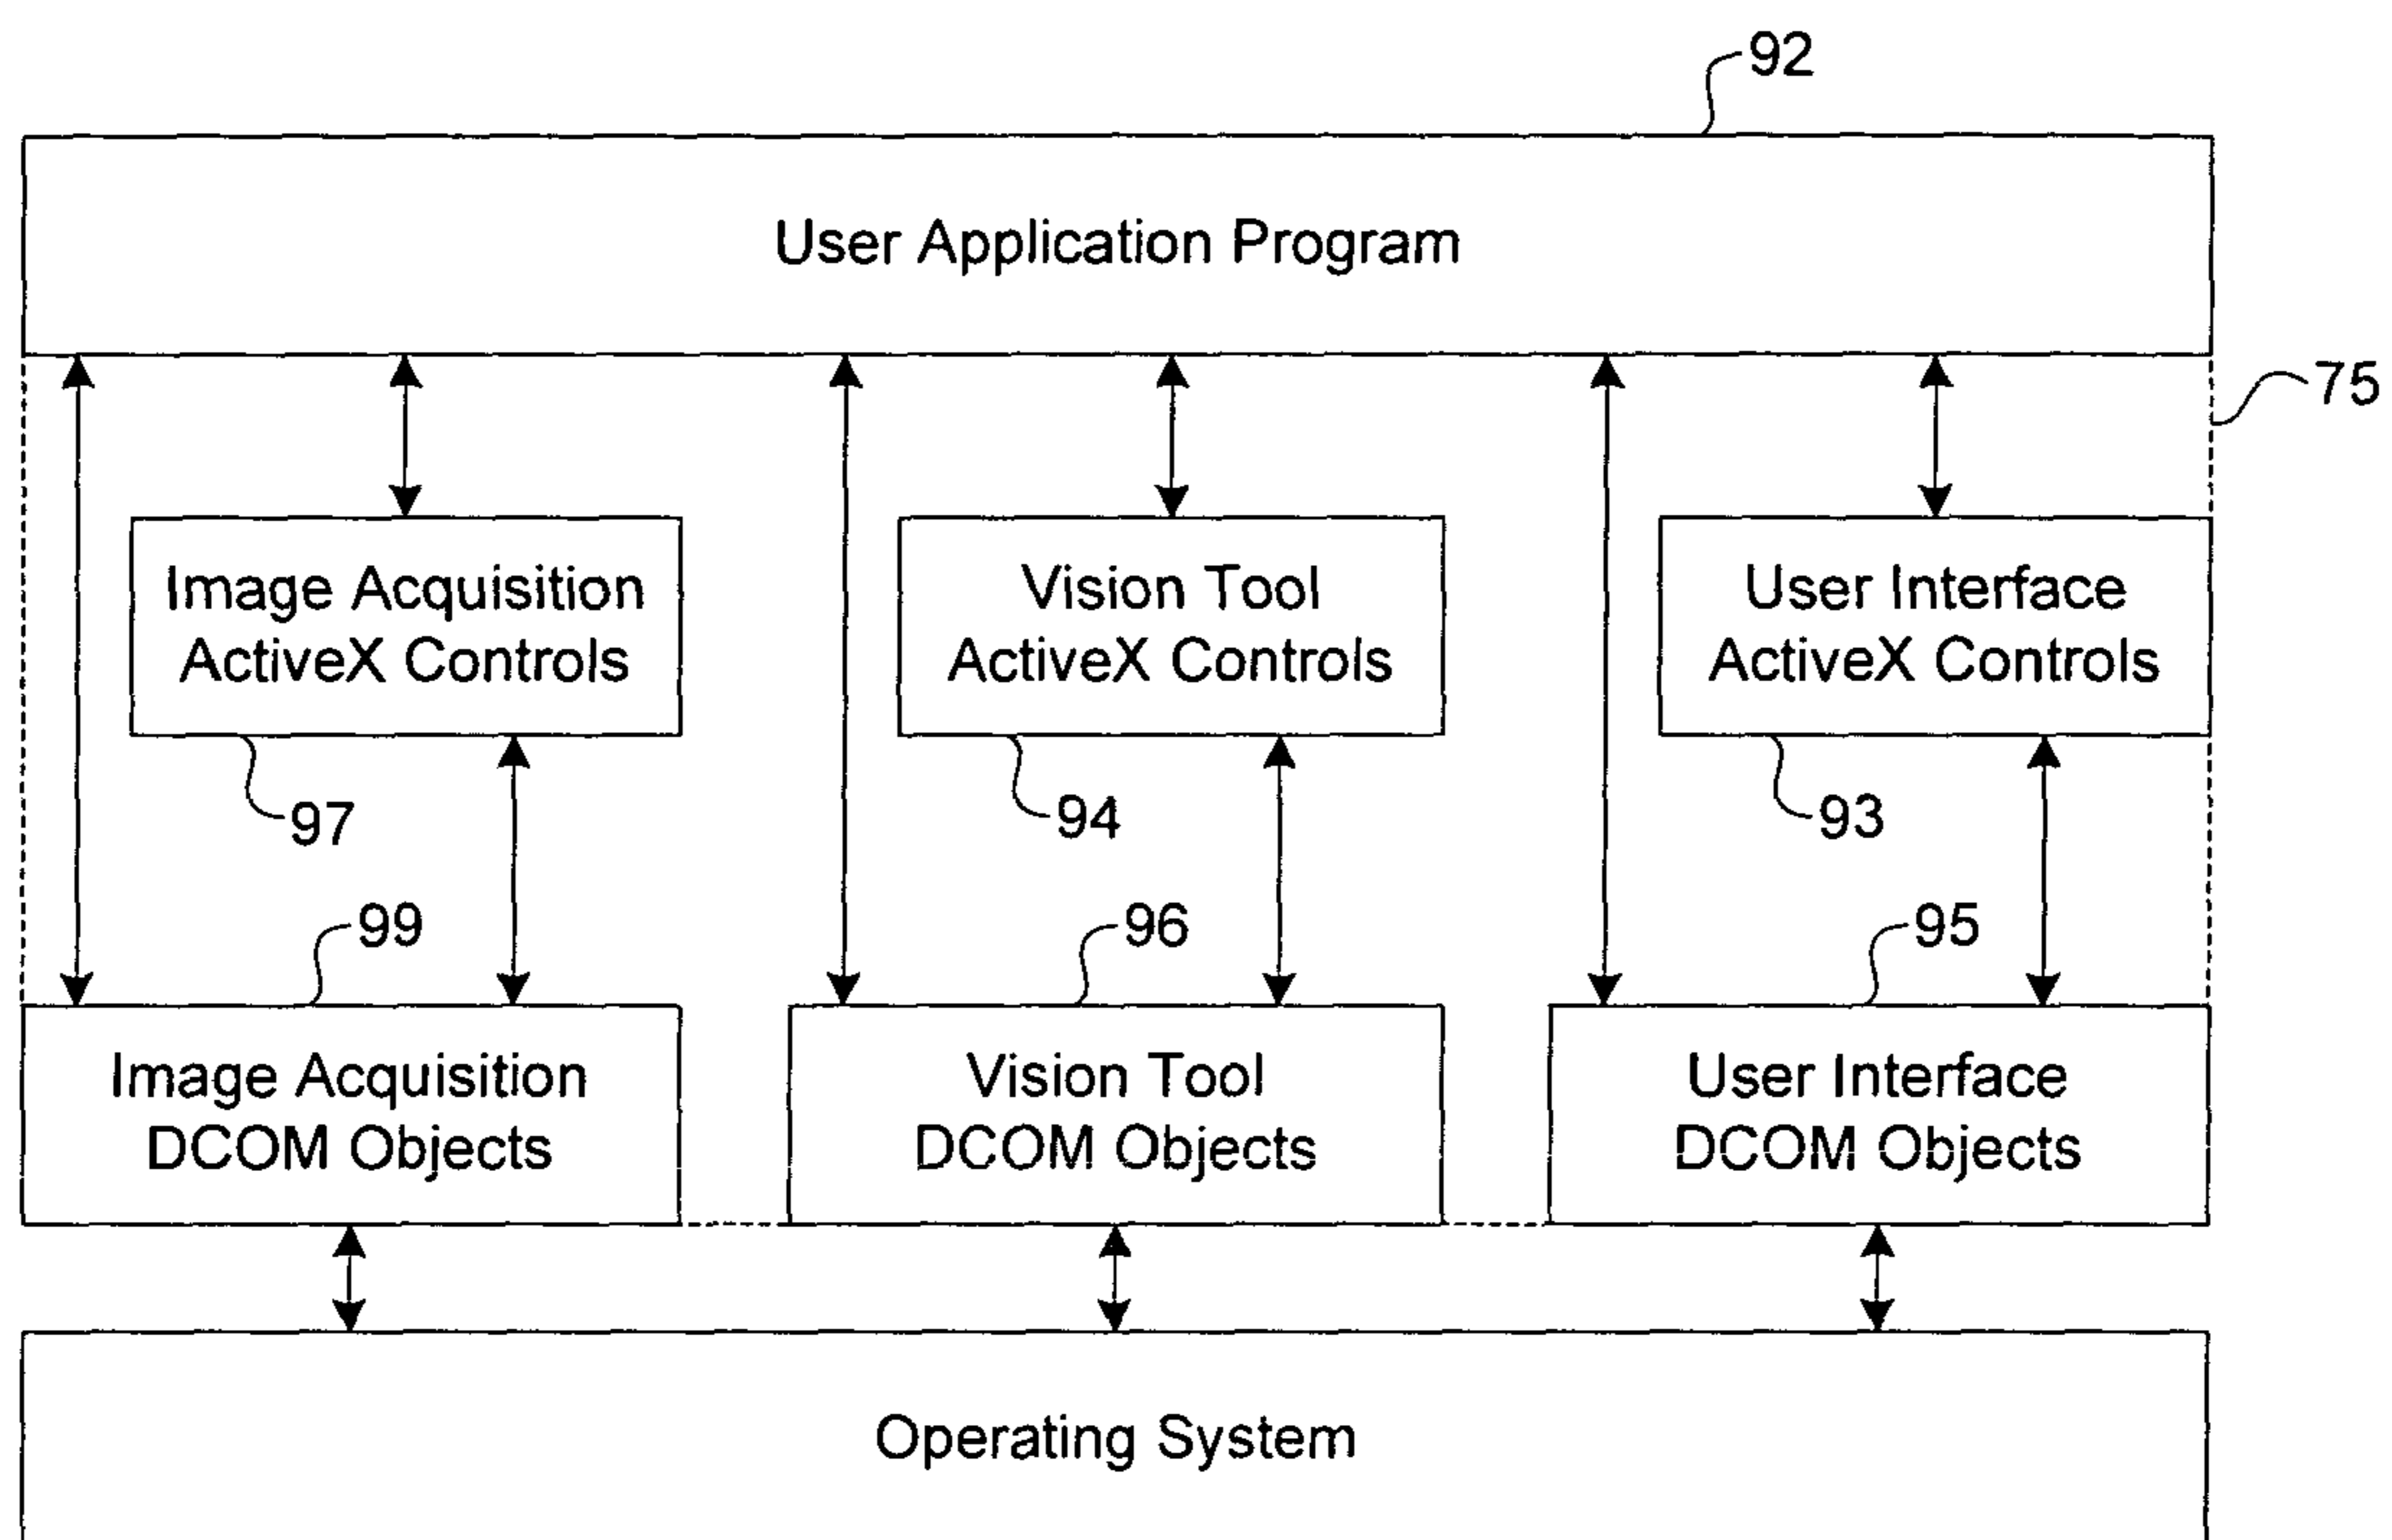 92
User Application Program
75
Image Acquisition
ActiveX Controls
Vision Tool
ActiveX Controls
User Interface
ActiveX Controls
97
94
93
99
96
95
Image Acquisition
DCOM Objects
Vision Tool
DCOM Objects
User Interface
DCOM Objects
Operating System